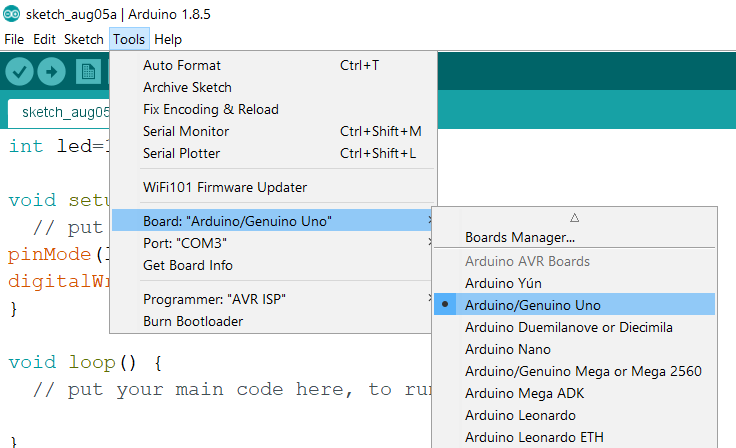 sketch_aug05a | Arduino 1.8.5
File Edit Sketch Tools Help
Auto Format Ctrl+T
Archive Sketch
Fix Encoding & Reload
Serial Monitor Ctrl+Shift+M
Serial Plotter Ctrl+Shift+L
WiFi101 Firmware Updater
Board: "Arduino/Genuino Uno"
Port: "COM3"
Get Board Info
Programmer: "AVR ISP"
Burn Bootloader
Boards Manager...
Arduino AVR Boards
Arduino Yún
Arduino/Genuino Uno
Arduino Duemilanove or Diecimila
Arduino Nano
Arduino/Genuino Mega or Mega 2560
Arduino Mega ADK
Arduino Leonardo
Arduino Leonardo ETH
sketch_aug05
int led=
void setu
// put
pinMode(
digitalW
}
void loop() {
// put your main code here, to ru
}